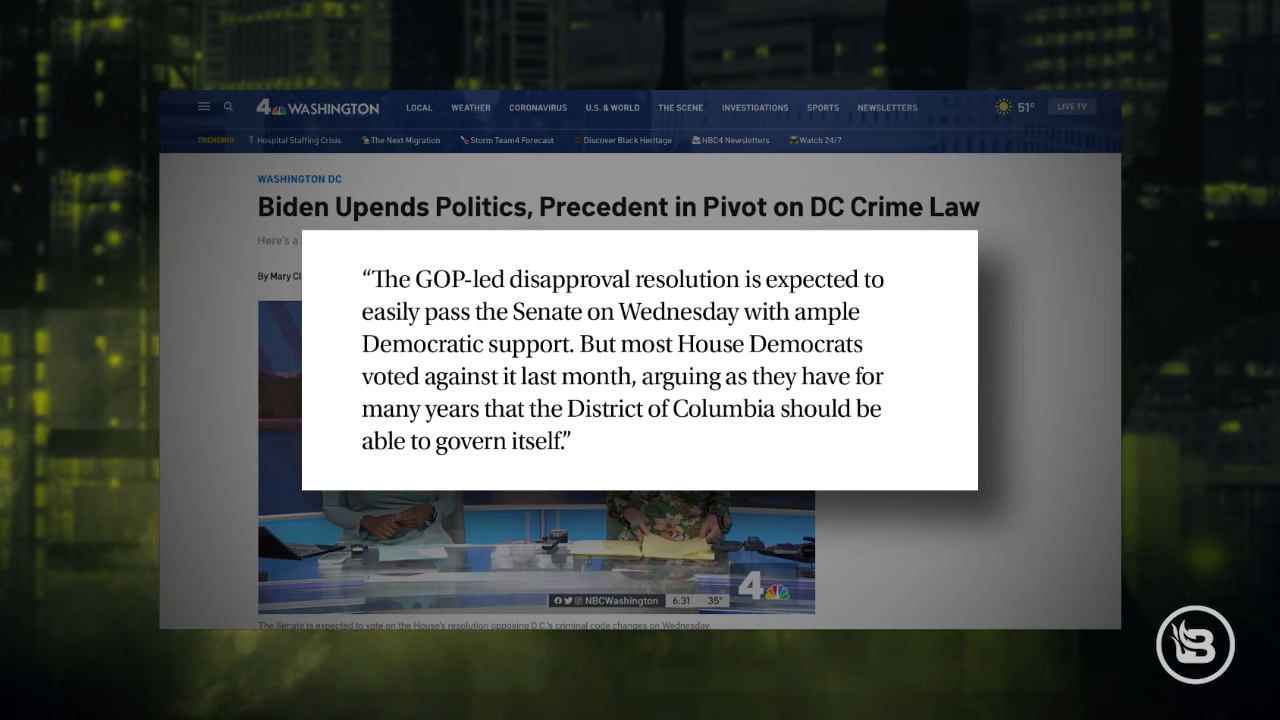 4 WASHINGTON LOCAL WEATHER CORONAVIRUS U.S. & WORLD THE SCENE INVESTIGATIONS SPORTS NEWSLETTERS 51° LIVE TV
TRENDING Hospital Staffing Crisis The Next Migration Storm Team4 Forecast Discover Black Heritage NBC4 Newsletters Watch 24/7
WASHINGTON DC
Biden Upends Politics, Precedent in Pivot on DC Crime Law
Here's a
By Mary
“The GOP-led disapproval resolution is expected to
easily pass the Senate on Wednesday with ample
Democratic support. But most House Democrats
voted against it last month, arguing as they have for
many years that the District of Columbia should be
able to govern itself.”
4
NBCWashington 6:31 35°
The Senate is expected to vote on the House's resolution opposing D.C.'s criminal code changes on Wednesday.
B